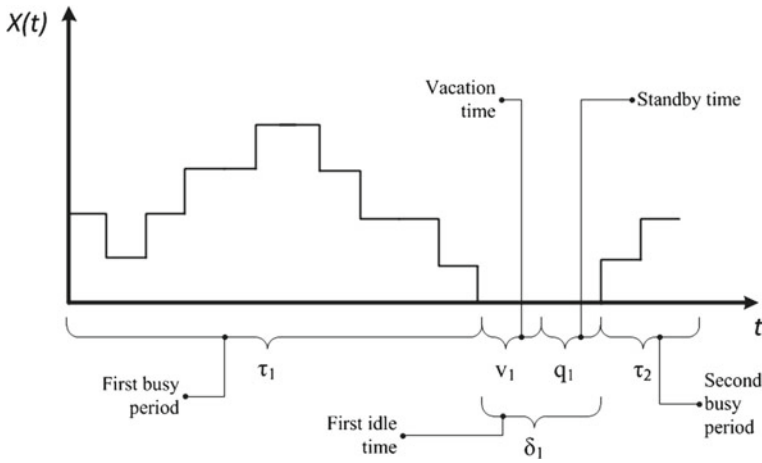 X(t)
Vacation
time
Standby time
t
τ1
v1
q1
τ2
First busy
period
First idle
time
δ1
Second
busy
period